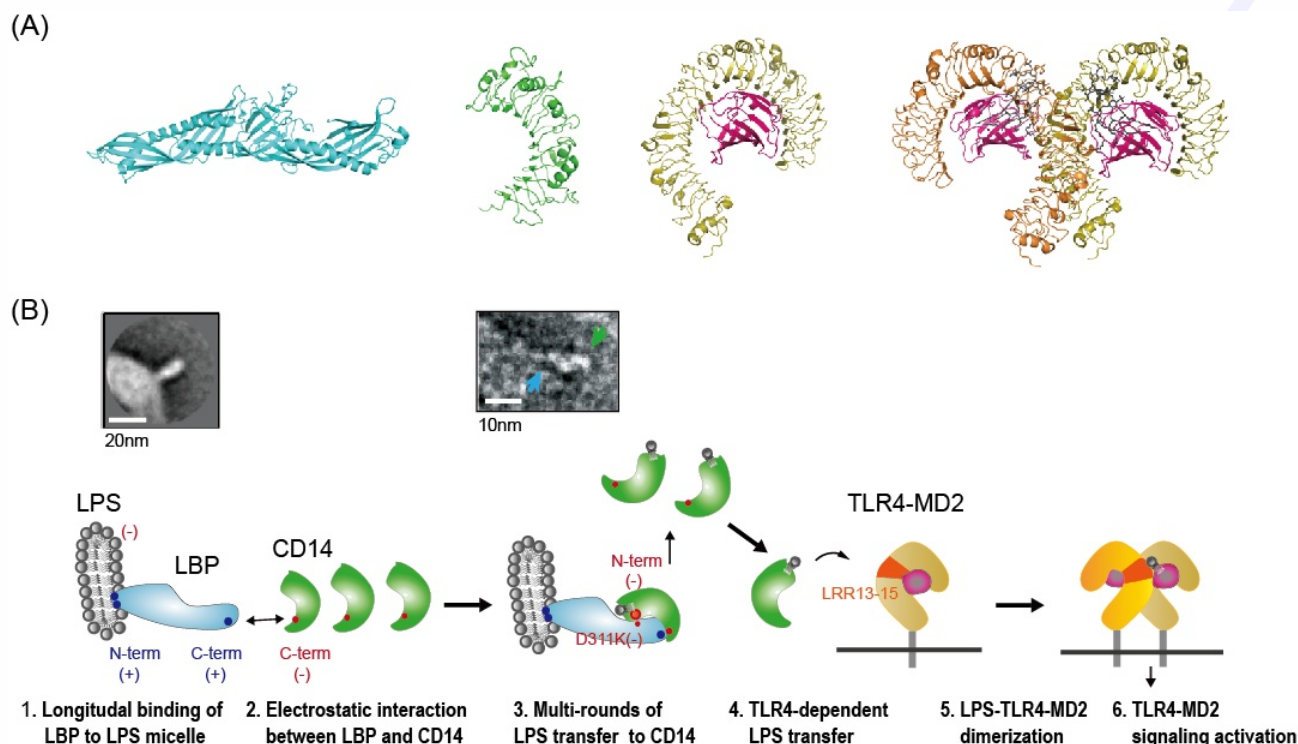 (A)
(B)
20nm
10nm
LPS
(-)
LBP
CD14
N-term
(+)
C-term
(+)
C-term
(-)
N-term
(-)
D311K(-)
TLR4-MD2
LRR13-15
1. Longitudal binding of
LBP to LPS micelle
2. Electrostatic interaction
between LBP and CD14
3. Multi-rounds of
LPS transfer to CD14
4. TLR4-dependent
LPS transfer
5. LPS-TLR4-MD2
dimerization
6. TLR4-MD2
signaling activation